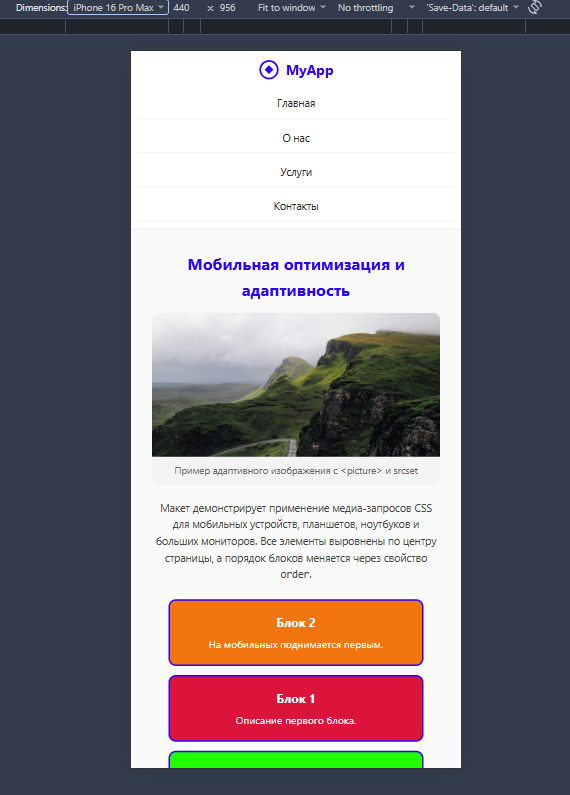 Dimensions: iPhone 16 Pro Max 440 × 956 Fit to window No throttling 'Save-Data': default
MyApp
Главная
О нас
Услуги
Контакты
Мобильная оптимизация и
адаптивность
Пример адаптивного изображения с <picture> и srcset
Макет демонстрирует применение медиа-запросов CSS
для мобильных устройств, планшетов, ноутбуков и
больших мониторов. Все элементы выровнены по центру
страницы, а порядок блоков меняется через свойство
order.
Блок 2
На мобильных поднимается первым.
Блок 1
Описание первого блока.